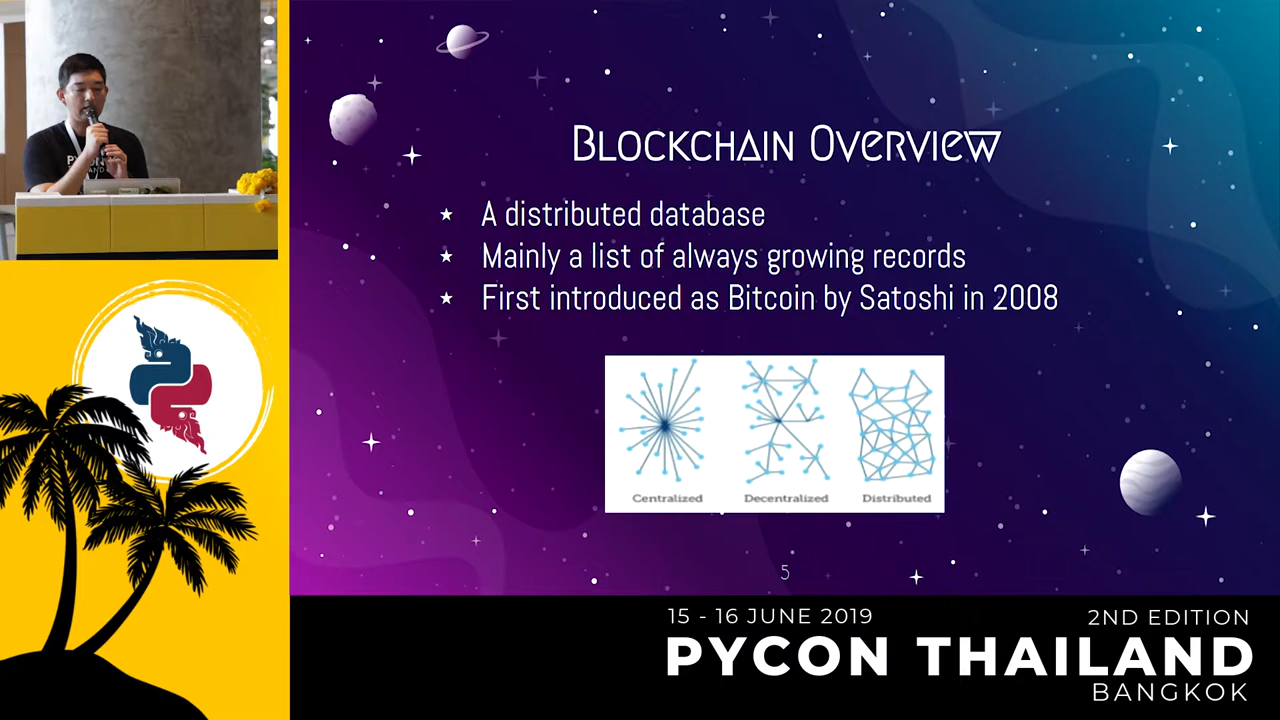 PYCON
BLOCKCHAIN OVERVIEW
A distributed database
Mainly a list of always growing records
First introduced as Bitcoin by Satoshi in 2008
Centralized
Decentralized
Distributed
5
15 - 16 JUNE 2019
2ND EDITION
PYCON THAILAND
BANGKOK